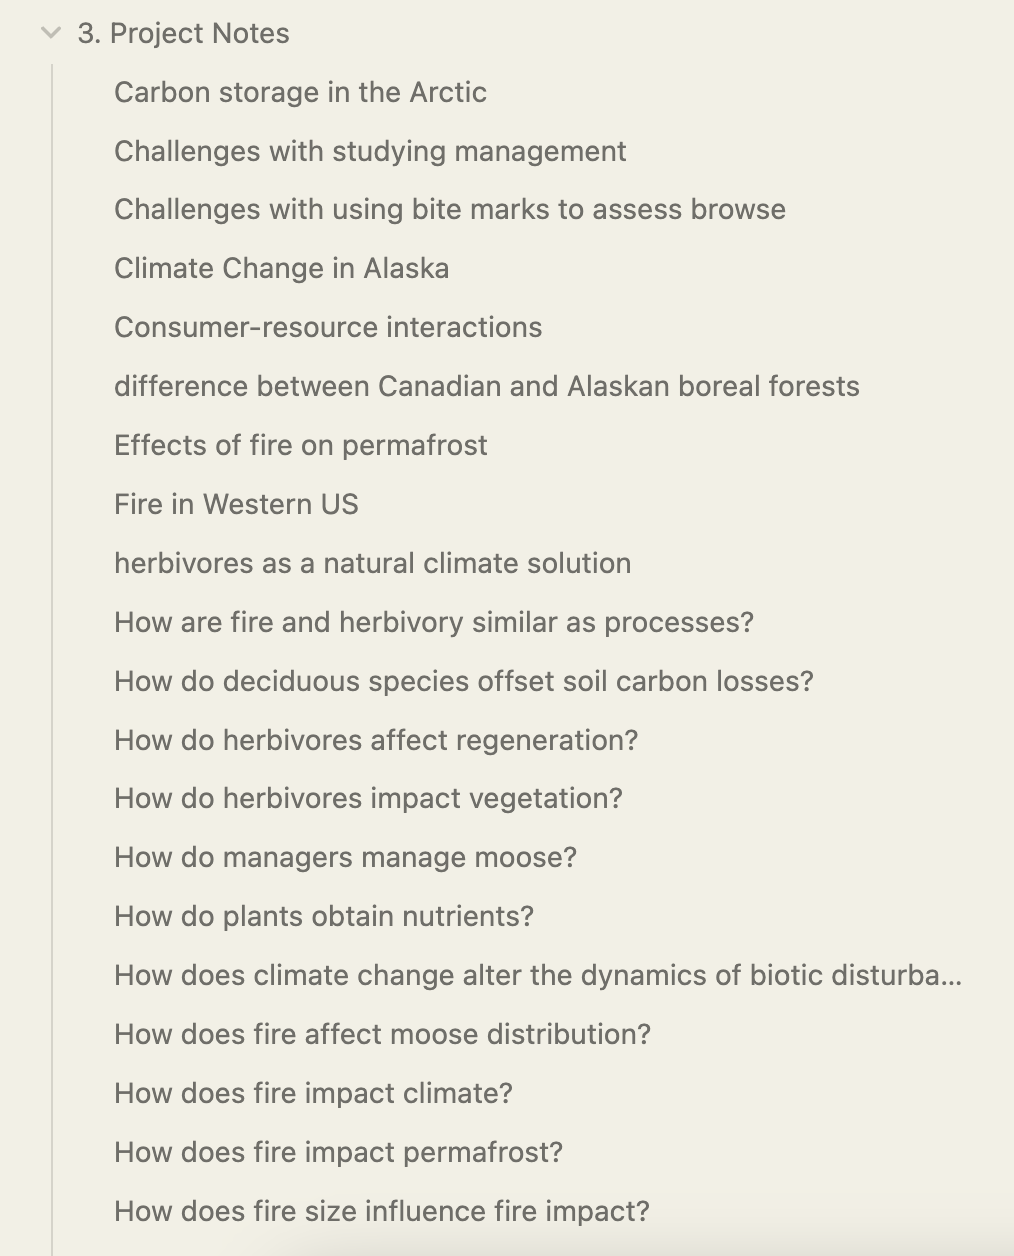 3. Project Notes
Carbon storage in the Arctic
Challenges with studying management
Challenges with using bite marks to assess browse
Climate Change in Alaska
Consumer-resource interactions
difference between Canadian and Alaskan boreal forests
Effects of fire on permafrost
Fire in Western US
herbivores as a natural climate solution
How are fire and herbivory similar as processes?
How do deciduous species offset soil carbon losses?
How do herbivores affect regeneration?
How do herbivores impact vegetation?
How do managers manage moose?
How do plants obtain nutrients?
How does climate change alter the dynamics of biotic disturba...
How does fire affect moose distribution?
How does fire impact climate?
How does fire impact permafrost?
How does fire size influence fire impact?